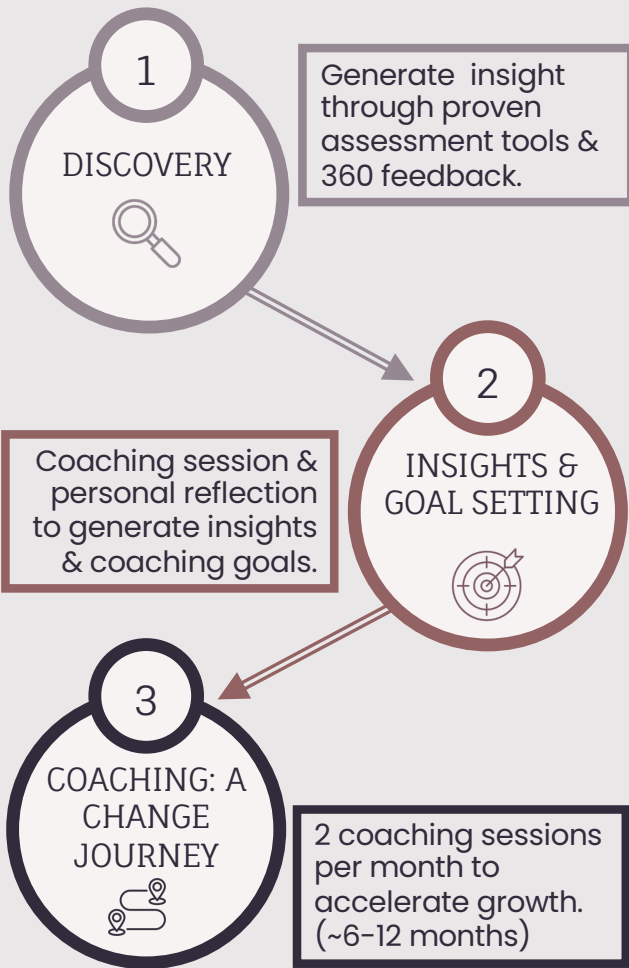 1
DISCOVERY
Generate insight
through proven
assessment tools &
360 feedback.
2
INSIGHTS &
GOAL SETTING
Coaching session &
personal reflection
to generate insights
& coaching goals.
3
COACHING: A
CHANGE
JOURNEY
2 coaching sessions
per month to
accelerate growth.
(~6-12 months)